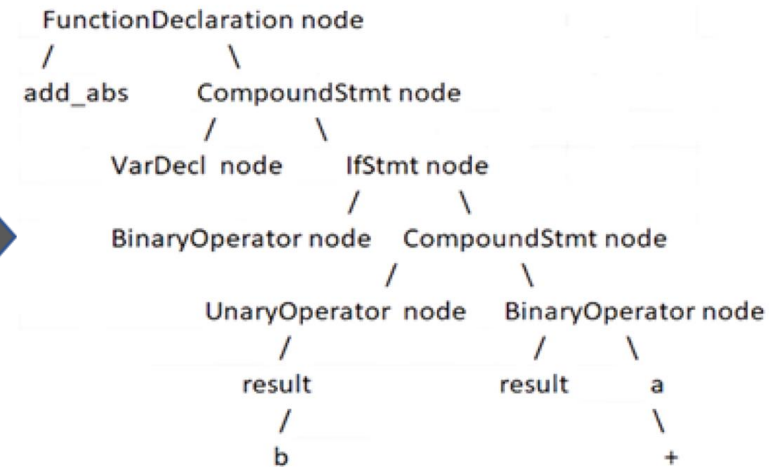 FunctionDeclaration node
/ \
add_abs CompoundStmt node
/ \
VarDecl node IfStmt node
/ \
BinaryOperator node CompoundStmt node
/ \
UnaryOperator node BinaryOperator node
/ / \
result result a
/ \
b +